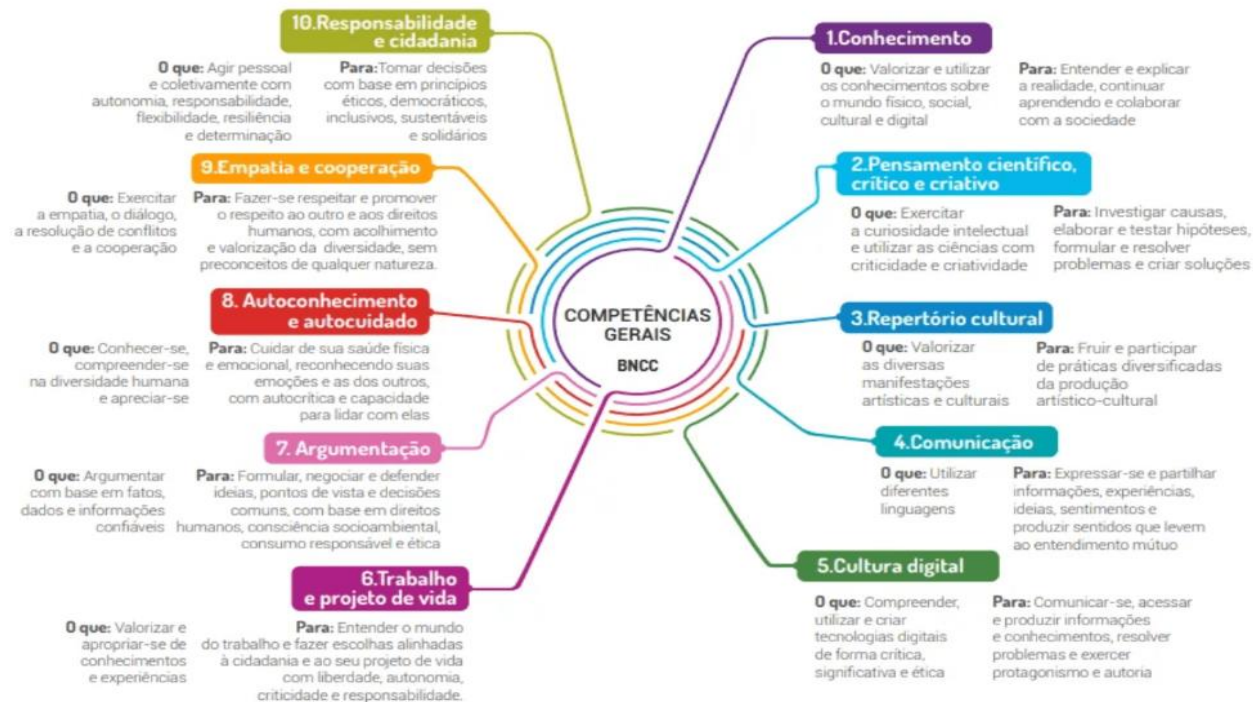 COMPETÊNCIAS
GERAIS
BNCC
1.Conhecimento
O que: Valorizar e utilizar
os conhecimentos sobre
o mundo físico, social,
cultural e digital
Para: Entender e explicar
a realidade, continuar
aprendendo e colaborar
com a sociedade
2.Pensamento científico,
crítico e criativo
O que: Exercitar
a curiosidade intelectual
e utilizar as ciências com
criticidade e criatividade
Para: Investigar causas,
elaborar e testar hipóteses,
formular e resolver
problemas e criar soluções
3.Repertório cultural
O que: Valorizar
as diversas
manifestações
artísticas e culturais
Para: Fruir e participar
de práticas diversificadas
da produção
artístico-cultural
4.Comunicação
O que: Utilizar
diferentes
linguagens
Para: Expressar-se e partilhar
informações, experiências,
ideias, sentimentos e
produzir sentidos que levem
ao entendimento mútuo
5.Cultura digital
O que: Compreender,
utilizar e criar
tecnologias digitais
de forma crítica,
significativa e ética
Para: Comunicar-se, acessar
e produzir informações
e conhecimentos, resolver
problemas e exercer
protagonismo e autoria
6.Trabalho
e projeto de vida
O que: Valorizar e
apropriar-se de
conhecimentos
e experiências
Para: Entender o mundo
do trabalho e fazer escolhas alinhadas
à cidadania e ao seu projeto de vida
com liberdade, autonomia,
criticidade e responsabilidade.
7. Argumentação
O que: Argumentar
com base em fatos,
dados e informações
confiáveis
Para: Formular, negociar e defender
ideias, pontos de vista e decisões
comuns, com base em direitos
humanos, consciência socioambiental,
consumo responsável e ética
8. Autoconhecimento
e autocuidado
O que: Conhecer-se,
compreender-se
na diversidade humana
e apreciar-se
Para: Cuidar de sua saúde física
e emocional, reconhecendo suas
emoções e as dos outros,
com autocrítica e capacidade
para lidar com elas
9.Empatia e cooperação
O que: Exercitar
a empatia, o diálogo,
a resolução de conflitos
e a cooperação
Para: Fazer-se respeitar e promover
o respeito ao outro e aos direitos
humanos, com acolhimento
e valorização da diversidade, sem
preconceitos de qualquer natureza.
10.Responsabilidade
e cidadania
O que: Agir pessoal
e coletivamente com
autonomia, responsabilidade,
flexibilidade, resiliência
e determinação
Para:Tomar decisões
com base em princípios
éticos, democráticos,
inclusivos, sustentáveis
e solidários